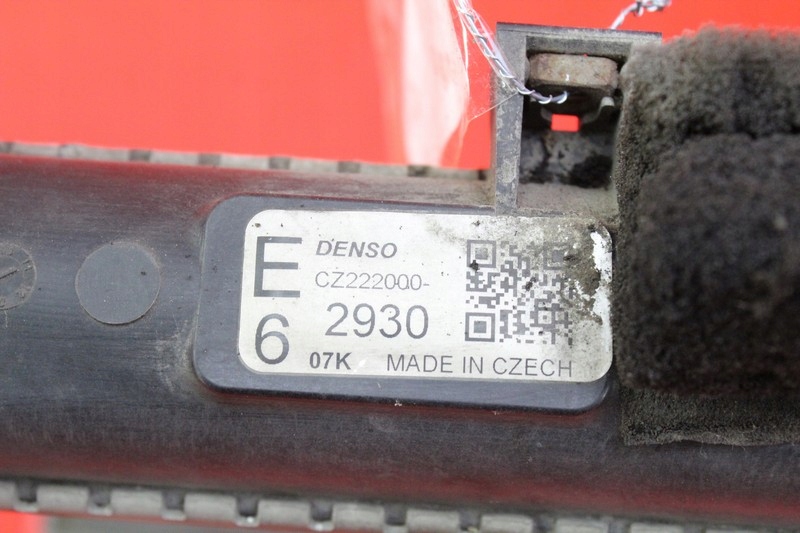 E
6
DENSO
CZ222000-
2930
07K MADE IN CZECH